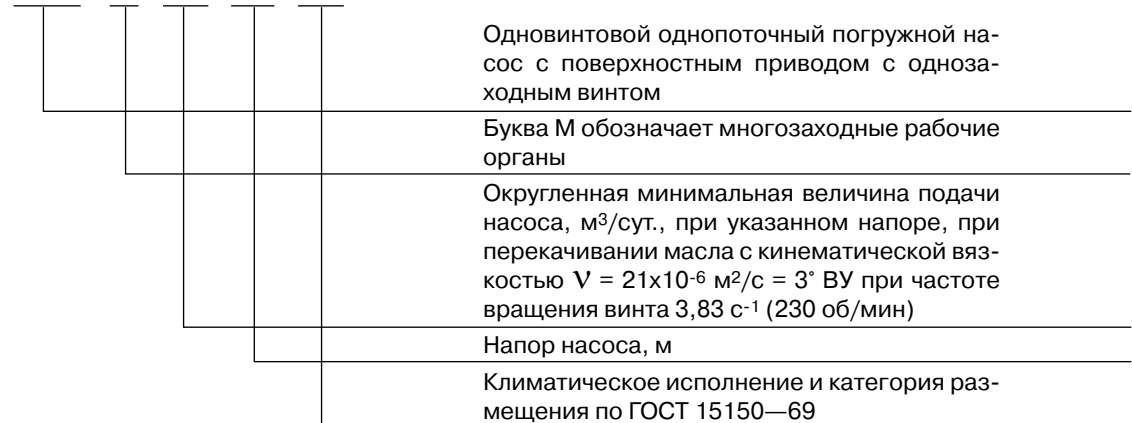 Одновинтовой однопоточный погружной на-
сос с поверхностным приводом с одноза-
ходным винтом
Буква М обозначает многозаходные рабочие
органы
Округленная минимальная величина подачи
насоса, м³/сут., при указанном напоре, при
перекачивании масла с кинематической вяз-
костью ν = 21х10⁻⁶ м²/с = 3° ВУ при частоте
вращения винта 3,83 с⁻¹ (230 об/мин)
Напор насоса, м
Климатическое исполнение и категория раз-
мещения по ГОСТ 15150—69